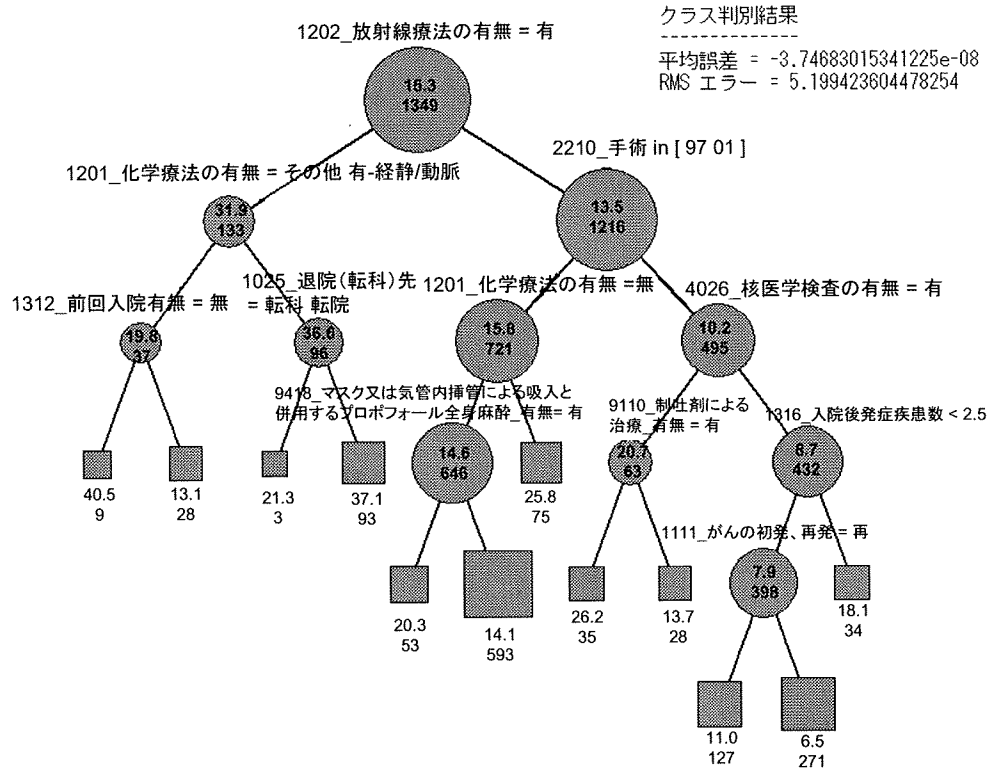 クラス判別結果
--------------
平均誤差 = -3.74683015341225e-08
RMS エラー = 5.199423604478254
1202_放射線療法の有無 = 有
15.3
1349
1201_化学療法の有無 = その他 有-経静/動脈
31.9
133
2210_手術 in [ 97 01 ]
13.5
1216
1312_前回入院有無 = 無
19.8
37
1025_退院(転科)先
= 転科 転院
36.6
96
1201_化学療法の有無 =無
15.8
721
4026_核医学検査の有無 = 有
10.2
495
40.5
9
13.1
28
21.3
3
37.1
93
9418_マスク又は気管内挿管による吸入と
併用するプロポフォール全身麻酔_有無= 有
14.6
646
25.8
75
9110_制吐剤による
治療_有無 = 有
20.7
63
1316_入院後発症疾患数 < 2.5
8.7
432
20.3
53
14.1
593
26.2
35
13.7
28
1111_がんの初発、再発 = 再
7.9
398
18.1
34
11.0
127
6.5
271